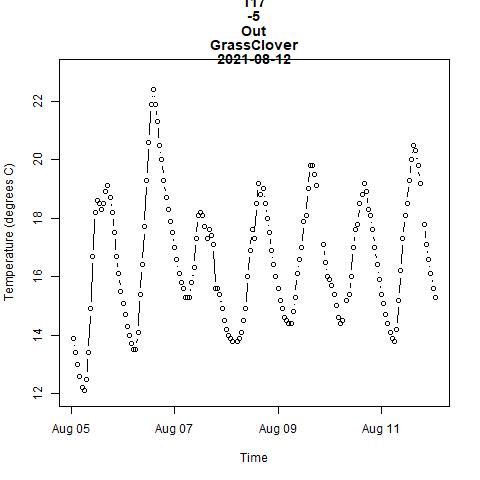 -5
Out
GrassClover
2021-08-12
Temperature (degrees C)
22
20
18
16
14
12
Aug 05
Aug 07
Aug 09
Aug 11
Time